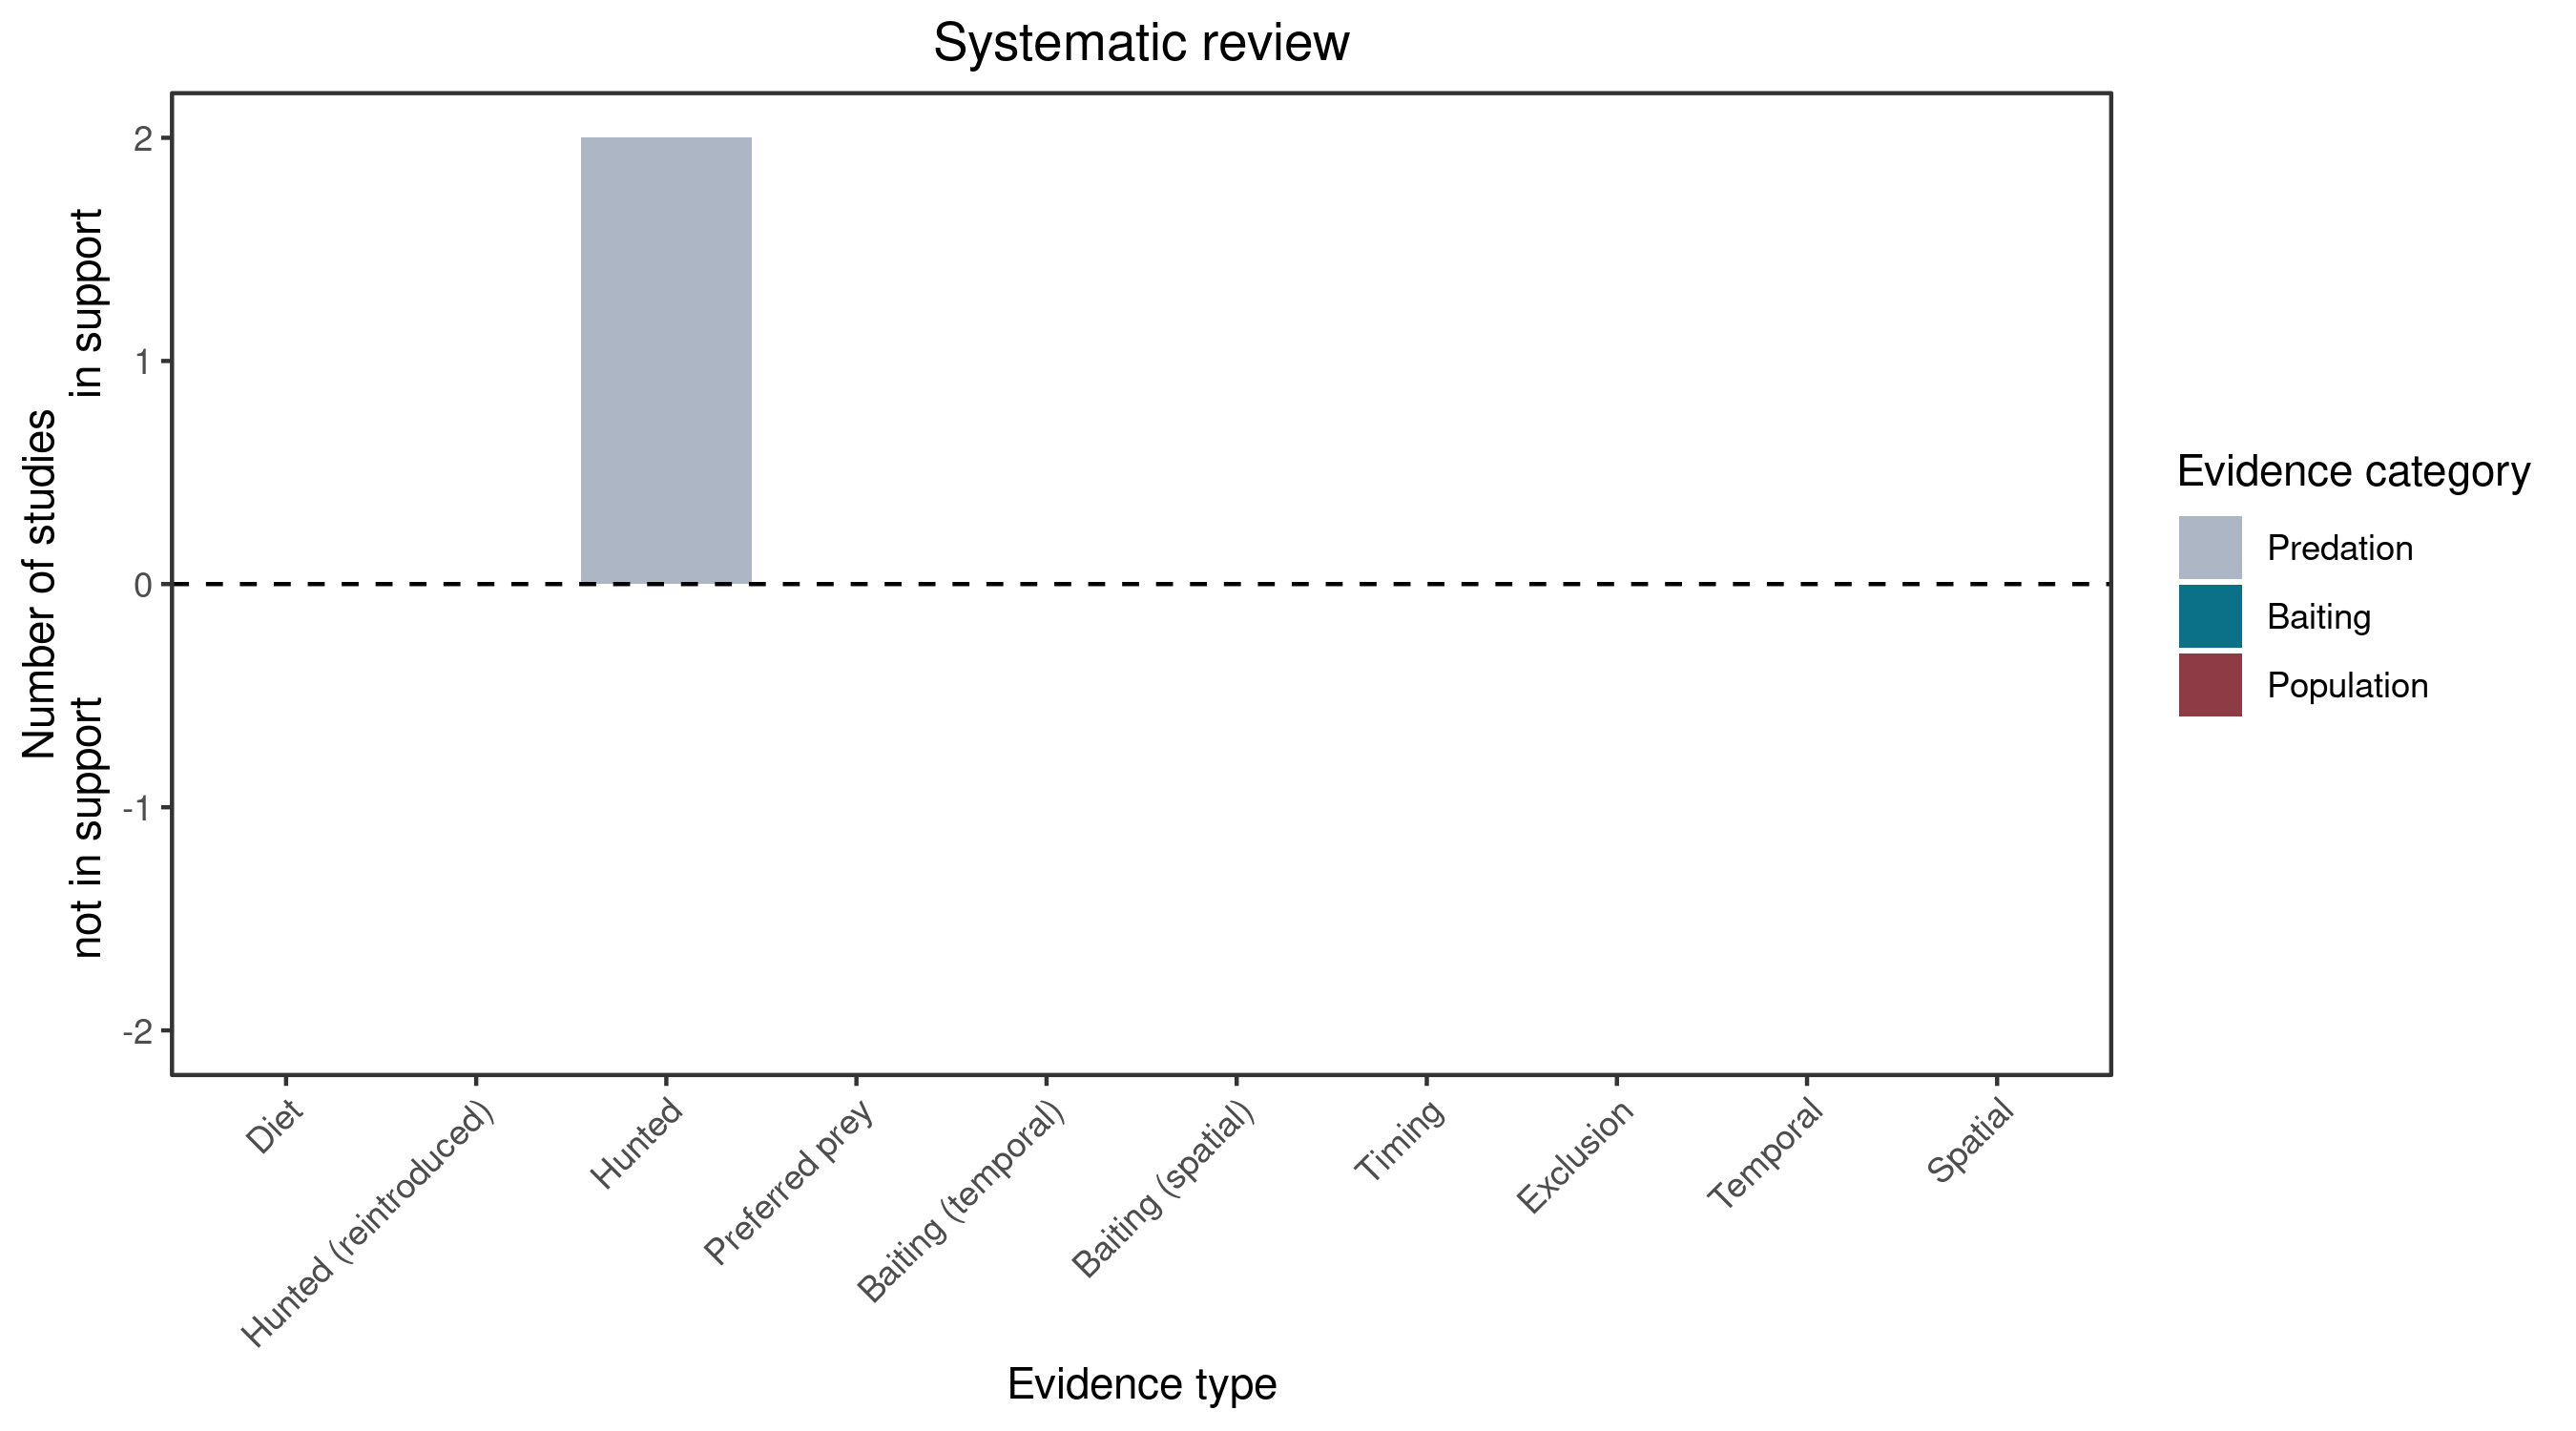 Systematic review
Number of studies
not in support in support
2
1
0
-1
-2
Diet
Hunted (reintroduced)
Hunted
Preferred prey
Baiting (temporal)
Baiting (spatial)
Timing
Exclusion
Temporal
Spatial
Evidence type
Evidence category
Predation
Baiting
Population